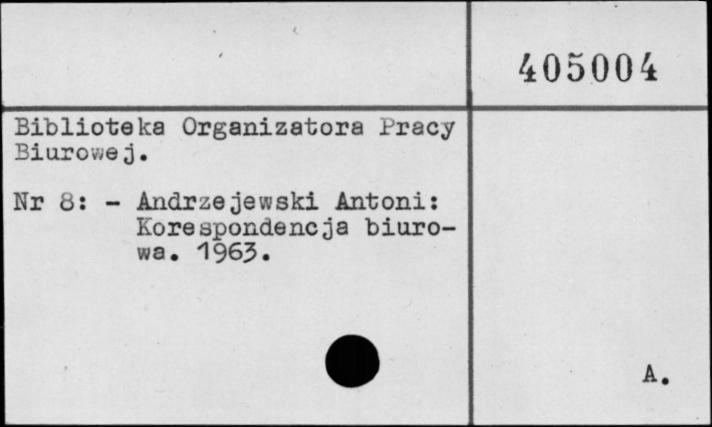 405004
Biblioteka Organizatora Pracy
Biurowej.
Nr 8: - Andrzejewski Antoni:
Korespondencja biuro-
wa. 1963.
A.